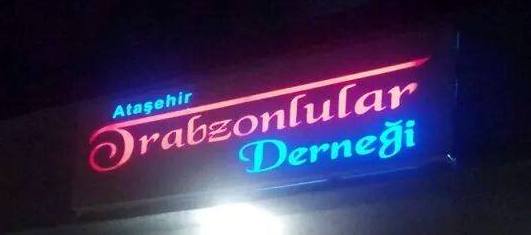 Ataşehir
Trabzonlular
Derneği